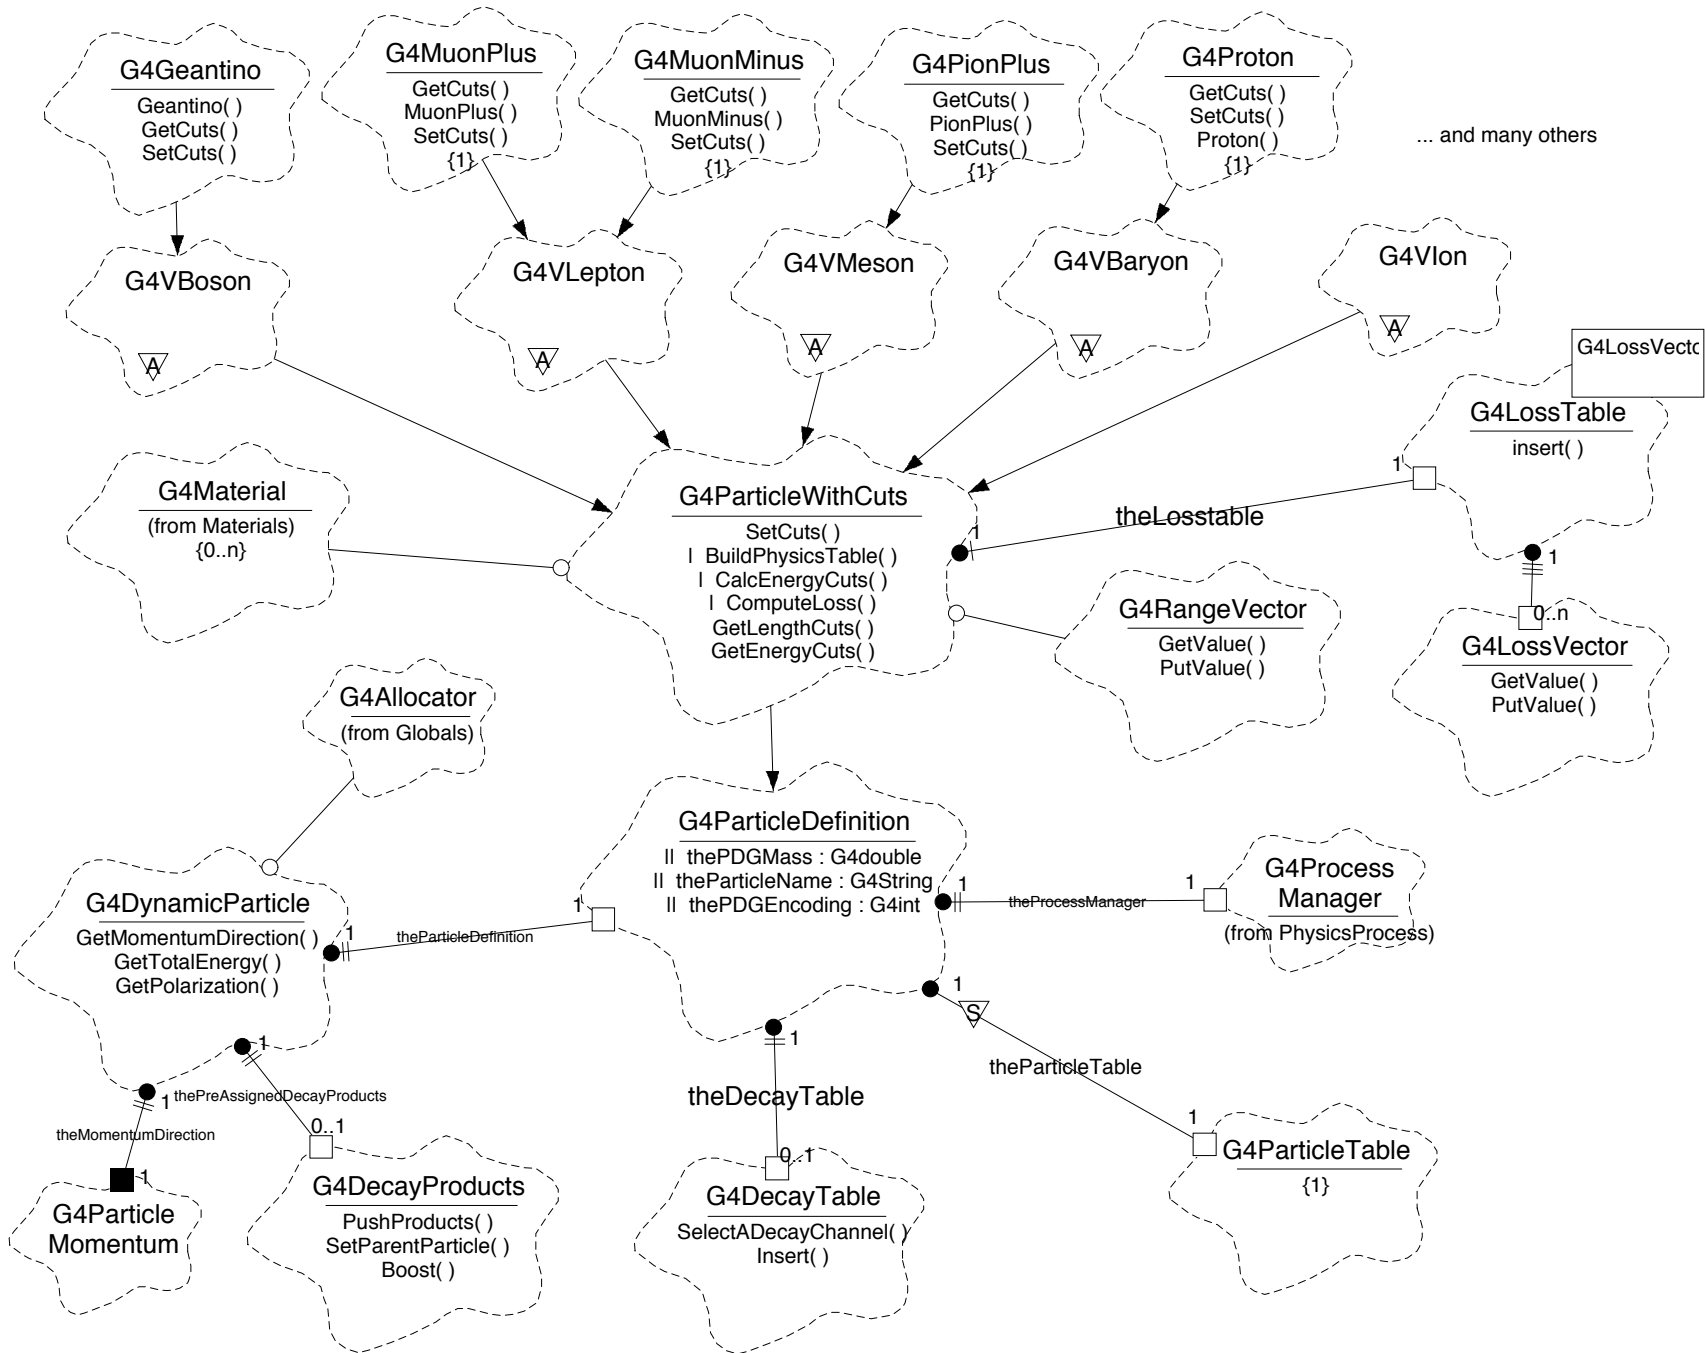 G4Geantino
Geantino( )
GetCuts( )
SetCuts( )
G4MuonPlus
GetCuts( )
MuonPlus( )
SetCuts( )
{1}
G4MuonMinus
GetCuts( )
MuonMinus( )
SetCuts( )
{1}
G4PionPlus
GetCuts( )
PionPlus( )
SetCuts( )
{1}
G4Proton
GetCuts( )
SetCuts( )
Proton( )
{1}
... and many others
G4VBoson
A
G4VLepton
A
G4VMeson
A
G4VBaryon
A
G4VIon
A
G4LossVectc
G4LossTable
insert( )
1
theLosstable
1
1
0..n
G4LossVector
GetValue( )
PutValue( )
G4Material
(from Materials)
{0..n}
G4ParticleWithCuts
SetCuts( )
I BuildPhysicsTable( )
I CalcEnergyCuts( )
I ComputeLoss( )
GetLengthCuts( )
GetEnergyCuts( )
G4RangeVector
GetValue( )
PutValue( )
G4Allocator
(from Globals)
G4DynamicParticle
GetMomentumDirection( )
GetTotalEnergy( )
GetPolarization( )
1
theParticleDefinition
1
G4ParticleDefinition
II thePDGMass : G4double
II theParticleName : G4String
II thePDGEncoding : G4int
1
theProcessManager
1
G4Process
Manager
(from PhysicsProcess)
1
S
theParticleTable
1
G4ParticleTable
{1}
1
theDecayTable
0..1
G4DecayTable
SelectADecayChannel( )
Insert( )
1
thePreAssignedDecayProducts
0..1
G4DecayProducts
PushProducts( )
SetParentParticle( )
Boost( )
1
theMomentumDirection
1
G4Particle
Momentum